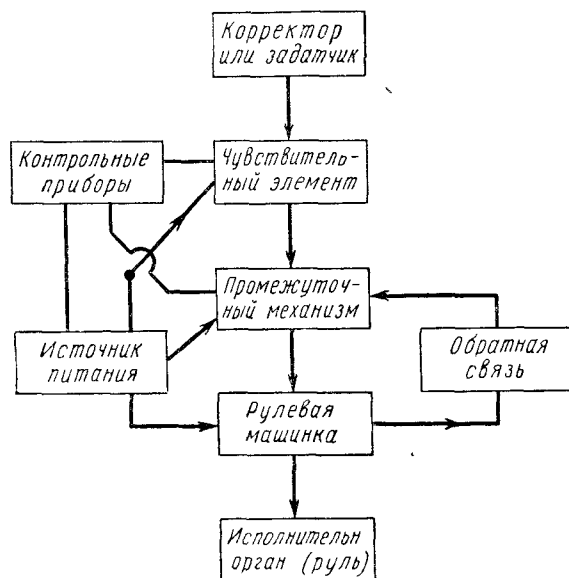 Корректор
или задатчик
Контрольные
приборы
Чувствитель-
ный элемент
Промежуточ-
ный механизм
Источник
питания
Обратная
связь
Рулевая
машинка
Исполнительн
орган (руль)